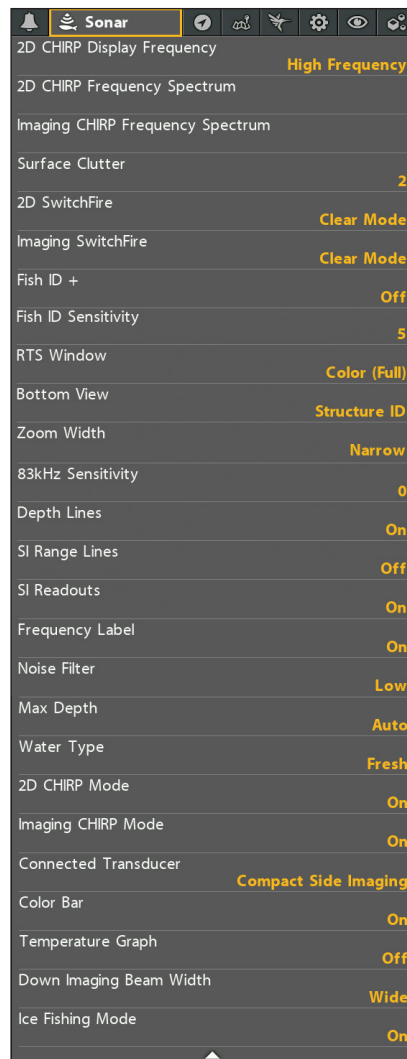 Sonar
2D CHIRP Display Frequency
High Frequency
2D CHIRP Frequency Spectrum
Imaging CHIRP Frequency Spectrum
Surface Clutter
2
2D SwitchFire
Clear Mode
Imaging SwitchFire
Clear Mode
Fish ID +
Off
Fish ID Sensitivity
5
RTS Window
Color (Full)
Bottom View
Structure ID
Zoom Width
Narrow
83kHz Sensitivity
0
Depth Lines
On
SI Range Lines
Off
SI Readouts
On
Frequency Label
On
Noise Filter
Low
Max Depth
Auto
Water Type
Fresh
2D CHIRP Mode
On
Imaging CHIRP Mode
On
Connected Transducer
Compact Side Imaging
Color Bar
On
Temperature Graph
Off
Down Imaging Beam Width
Wide
Ice Fishing Mode
On